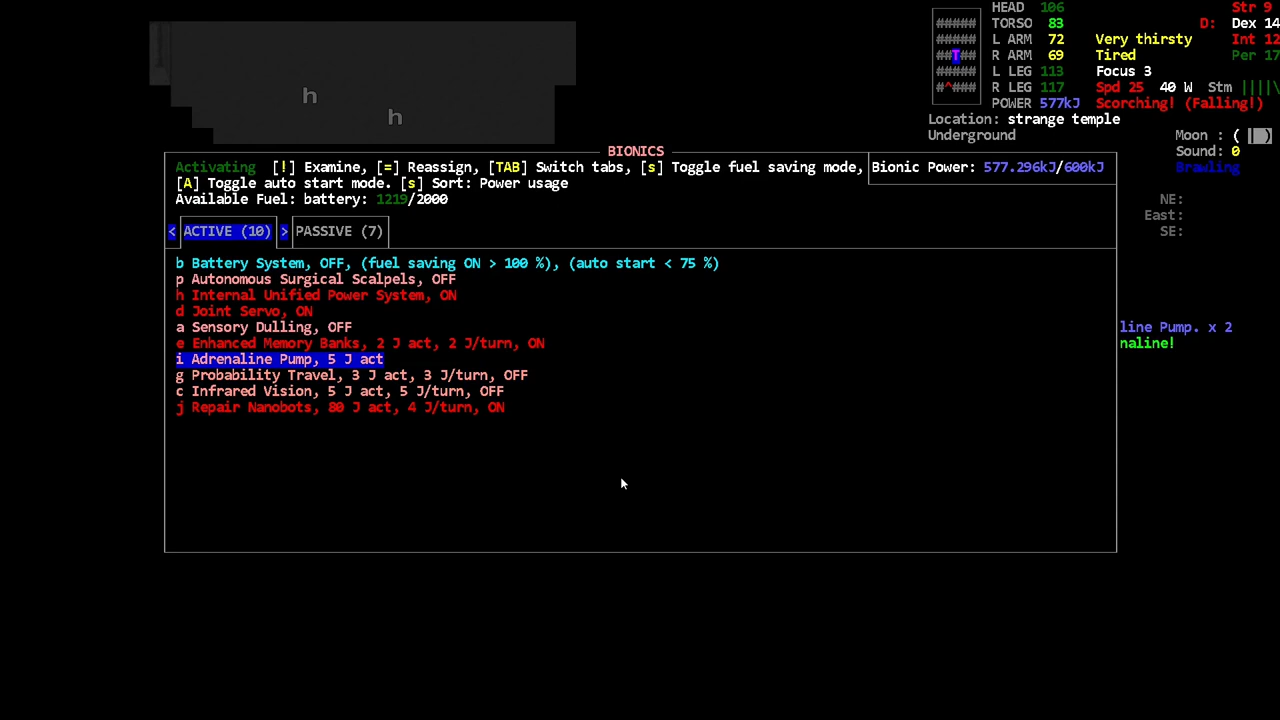 HEAD 106 Str 9
##### TORSO 83 D: Dex 14
##### L ARM 72 Very thirsty Int 12
##T## R ARM 69 Tired Per 17
##### L LEG 113 Focus 3
#^### R LEG 117 Spd 25 40 W Stm ||||\
POWER 577kJ Scorching! (Falling!)
Location: strange temple
Underground Moon : ( |)
Sound: 0
Brawling
NE:
East:
SE:
h
h
BIONICS
Activating [!] Examine, [=] Reassign, [TAB] Switch tabs, [s] Toggle fuel saving mode,
[A] Toggle auto start mode. [s] Sort: Power usage
Bionic Power: 577.296kJ/600kJ
Available Fuel: battery: 1219/2000
< ACTIVE (10) > PASSIVE (7)
b Battery System, OFF, (fuel saving ON > 100 %), (auto start < 75 %)
p Autonomous Surgical Scalpels, OFF
h Internal Unified Power System, ON
d Joint Servo, ON
a Sensory Dulling, OFF
e Enhanced Memory Banks, 2 J act, 2 J/turn, ON
i Adrenaline Pump, 5 J act
g Probability Travel, 3 J act, 3 J/turn, OFF
c Infrared Vision, 5 J act, 5 J/turn, OFF
j Repair Nanobots, 80 J act, 4 J/turn, ON
line Pump. x 2
naline!